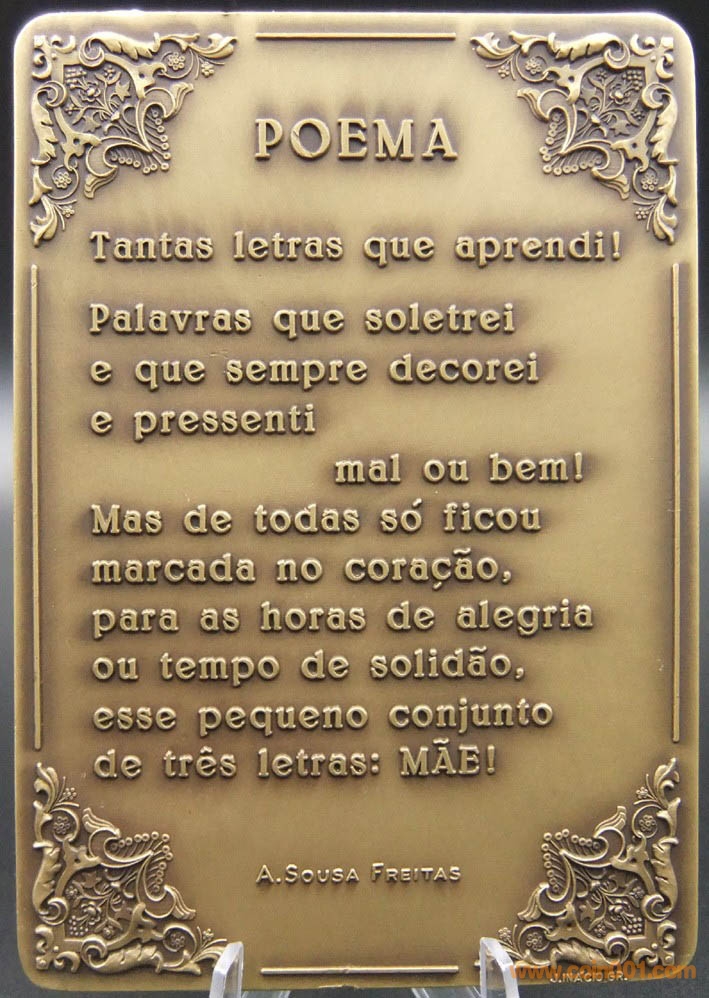 POEMA
Tantas letras que aprendi!
Palavras que soletrei
e que sempre decorei
e pressenti
mal ou bem!
Mas de todas só ficou
marcada no coração,
para as horas de alegria
ou tempo de solidão,
esse pequeno conjunto
de três letras: MÃE!
A. SOUSA FREITAS
J.INÁCIO.GR.